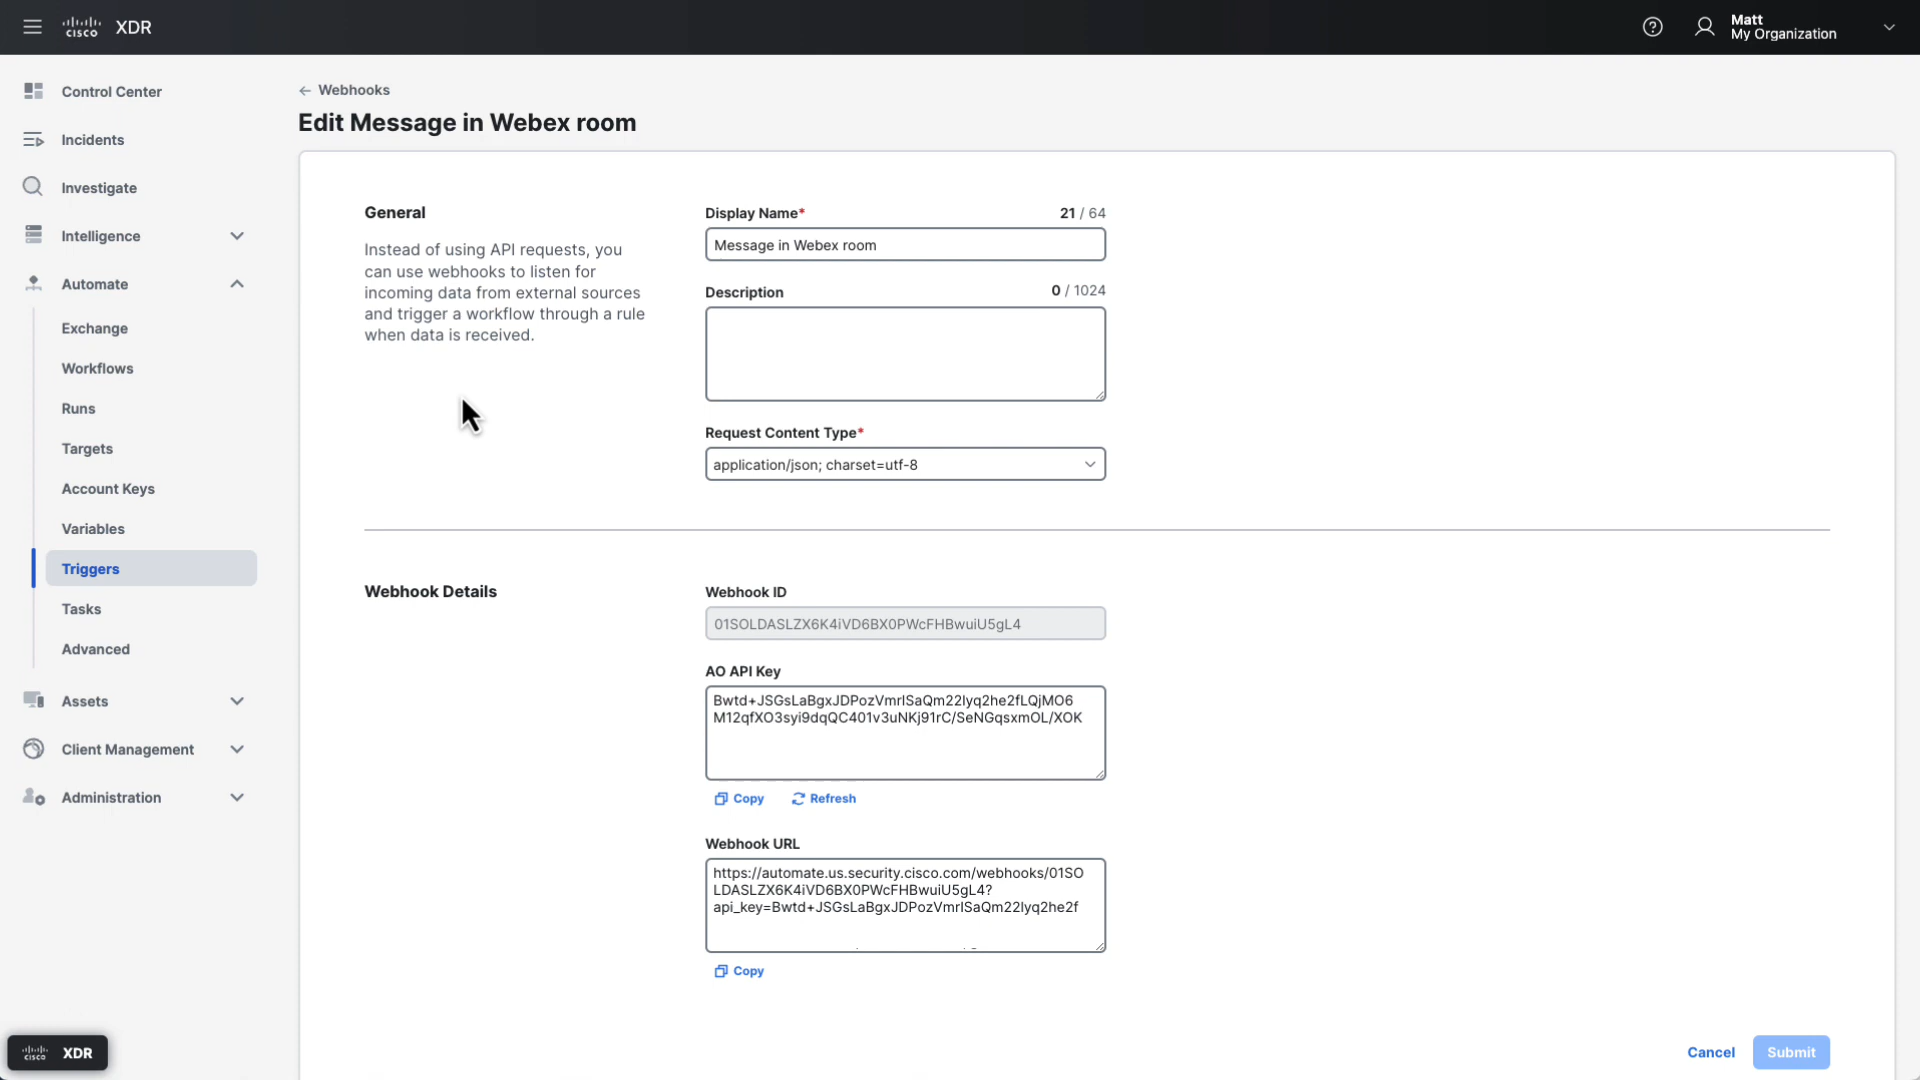 cisco XDR
Matt
My Organization
Control Center
Incidents
Investigate
Intelligence
Automate
Exchange
Workflows
Runs
Targets
Account Keys
Variables
Triggers
Tasks
Advanced
Assets
Client Management
Administration
cisco XDR
Webhooks
Edit Message in Webex room
General
Instead of using API requests, you
can use webhooks to listen for
incoming data from external sources
and trigger a workflow through a rule
when data is received.
Display Name* 21 / 64
Message in Webex room
Description 0 / 1024
Request Content Type*
application/json; charset=utf-8
Webhook Details
Webhook ID
01SOLDASLZX6K4iVD6BX0PWcFHBwuiU5gL4
AO API Key
Bwtd+JSGsLaBgxJDPozVmrlSaQm22lyq2he2fLQjMO6
M12qfXO3syi9dqQC401v3uNKj91rC/SeNGqsxmOL/XOK
Copy Refresh
Webhook URL
https://automate.us.security.cisco.com/webhooks/01SO
LDASLZX6K4iVD6BX0PWcFHBwuiU5gL4?
api_key=Bwtd+JSGsLaBgxJDPozVmrlSaQm22lyq2he2f
Copy
Cancel Submit